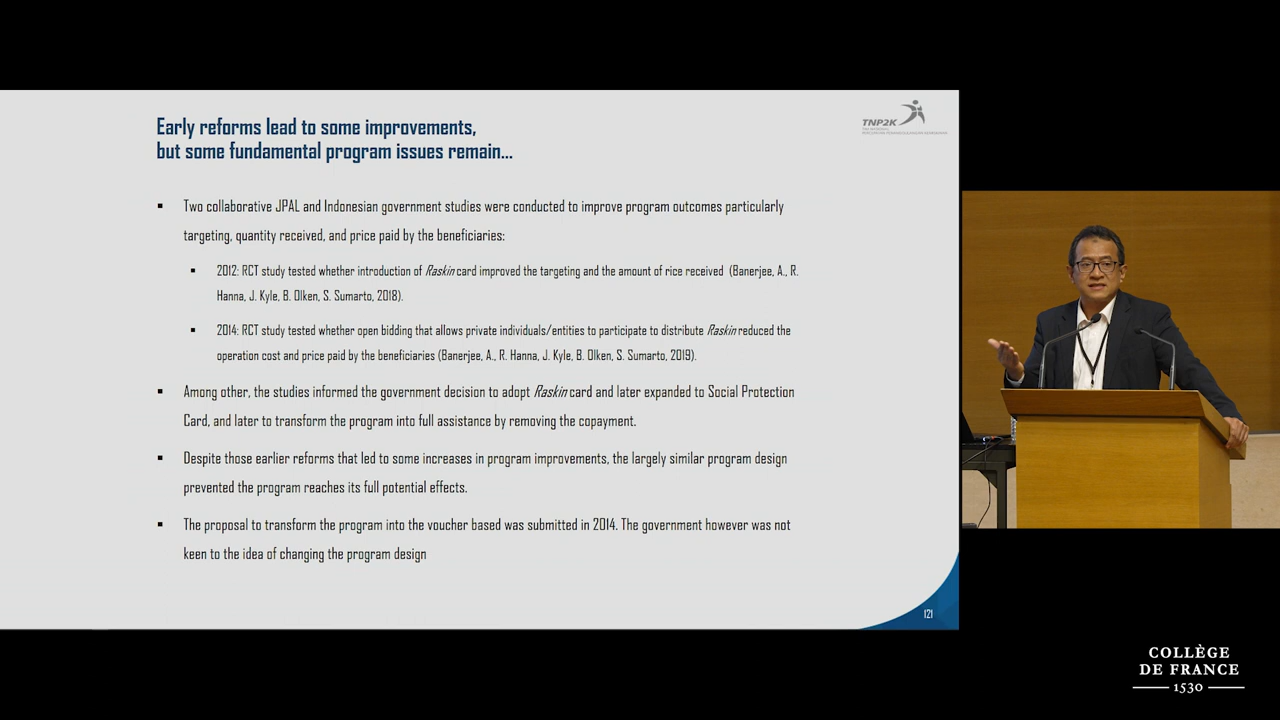 Early reforms lead to some improvements,
but some fundamental program issues remain...
TNP2K
▪ Two collaborative JPAL and Indonesian government studies were conducted to improve program outcomes particularly
targeting, quantity received, and price paid by the beneficiaries:
▪ 2012: RCT study tested whether introduction of Raskin card improved the targeting and the amount of rice received (Banerjee, A., R.
Hanna, J. Kyle, B. Olken, S. Sumarto, 2018).
▪ 2014: RCT study tested whether open bidding that allows private individuals/entities to participate to distribute Raskin reduced the
operation cost and price paid by the beneficiaries (Banerjee, A., R. Hanna, J. Kyle, B. Olken, S. Sumarto, 2019).
▪ Among other, the studies informed the government decision to adopt Raskin card and later expanded to Social Protection
Card, and later to transform the program into full assistance by removing the copayment.
▪ Despite those earlier reforms that led to some increases in program improvements, the largely similar program design
prevented the program reaches its full potential effects.
▪ The proposal to transform the program into the voucher based was submitted in 2014. The government however was not
keen to the idea of changing the program design
121
COLLÈGE
DE FRANCE
1530